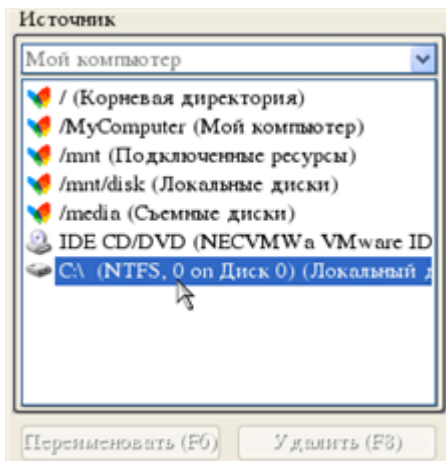 Источник
Мой компьютер
/ (Корневая директория)
/MyComputer (Мой компьютер)
/mnt (Подключенные ресурсы)
/mnt/disk (Локальные диски)
/media (Съемные диски)
IDE CD/DVD (NECVMWa VMware ID
C:\ (NTFS, 0 on Диск 0) (Локальный д
Переименовать (F6)
Удалить (F8)